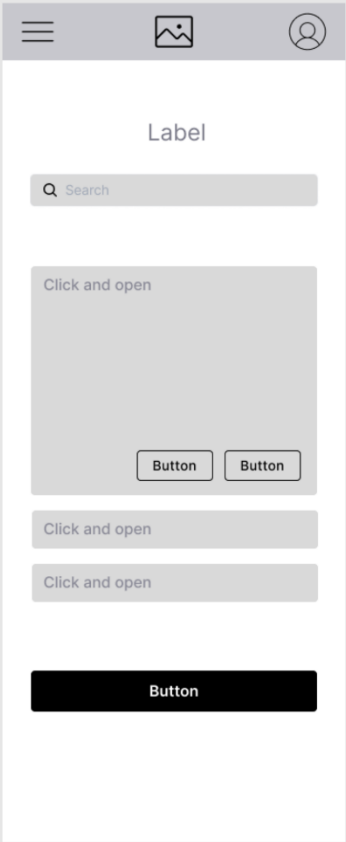 Label
Search
Click and open
Button Button
Click and open
Click and open
Button